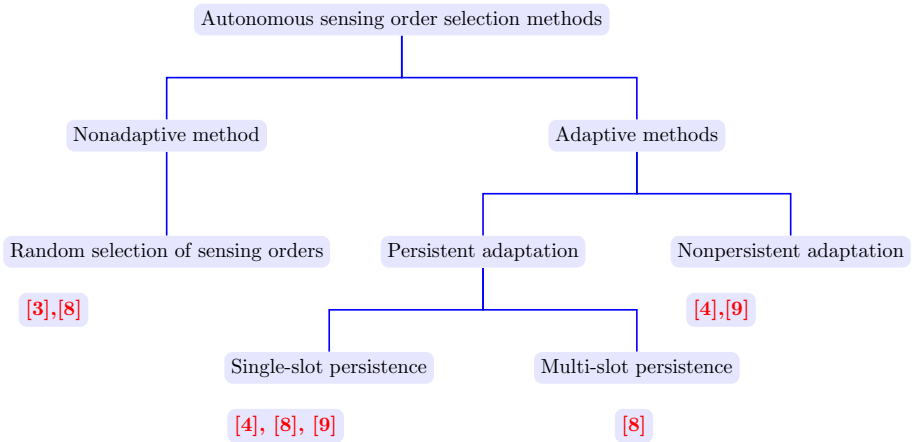 Autonomous sensing order selection methods
Nonadaptive method
Adaptive methods
Random selection of sensing orders
Persistent adaptation
Nonpersistent adaptation
[3],[8]
[4],[9]
Single-slot persistence
Multi-slot persistence
[4], [8], [9]
[8]